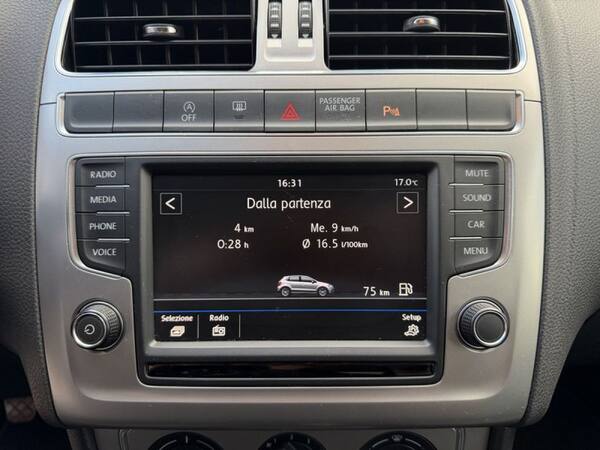 A OFF
PASSENGER AIR BAG
P
RADIO
MEDIA
PHONE
VOICE
16:31 17.0°C
< Dalla partenza >
4 km Me. 9 km/h
0:28 h Ø 16.5 l/100km
75 km
Selezione Radio Setup
MUTE
SOUND
CAR
MENU